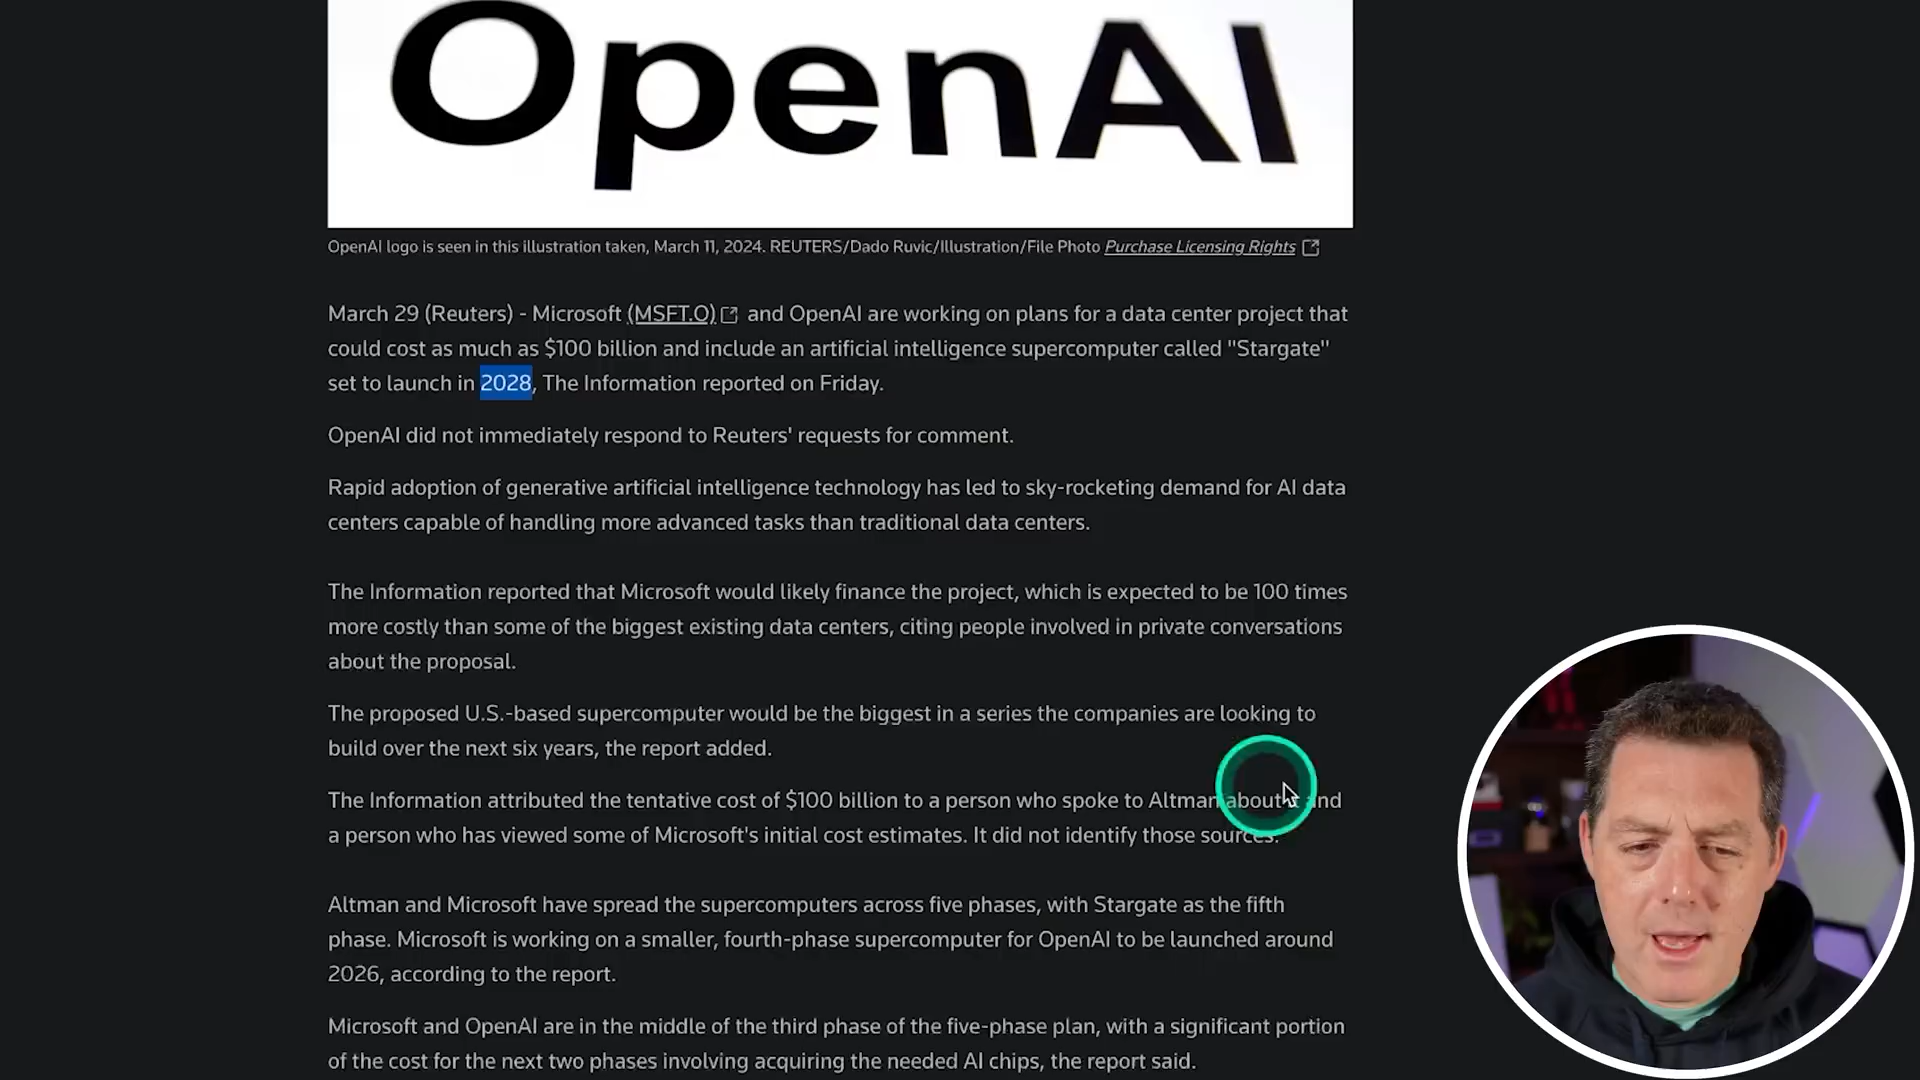 OpenAI
OpenAI logo is seen in this illustration taken, March 11, 2024. REUTERS/Dado Ruvic/Illustration/File Photo Purchase Licensing Rights
March 29 (Reuters) - Microsoft (MSFT.O) and OpenAI are working on plans for a data center project that
could cost as much as $100 billion and include an artificial intelligence supercomputer called "Stargate"
set to launch in 2028, The Information reported on Friday.
OpenAI did not immediately respond to Reuters' requests for comment.
Rapid adoption of generative artificial intelligence technology has led to sky-rocketing demand for AI data
centers capable of handling more advanced tasks than traditional data centers.
The Information reported that Microsoft would likely finance the project, which is expected to be 100 times
more costly than some of the biggest existing data centers, citing people involved in private conversations
about the proposal.
The proposed U.S.-based supercomputer would be the biggest in a series the companies are looking to
build over the next six years, the report added.
The Information attributed the tentative cost of $100 billion to a person who spoke to Altman about it and
a person who has viewed some of Microsoft's initial cost estimates. It did not identify those sources.
Altman and Microsoft have spread the supercomputers across five phases, with Stargate as the fifth
phase. Microsoft is working on a smaller, fourth-phase supercomputer for OpenAI to be launched around
2026, according to the report.
Microsoft and OpenAI are in the middle of the third phase of the five-phase plan, with a significant portion
of the cost for the next two phases involving acquiring the needed AI chips, the report said.